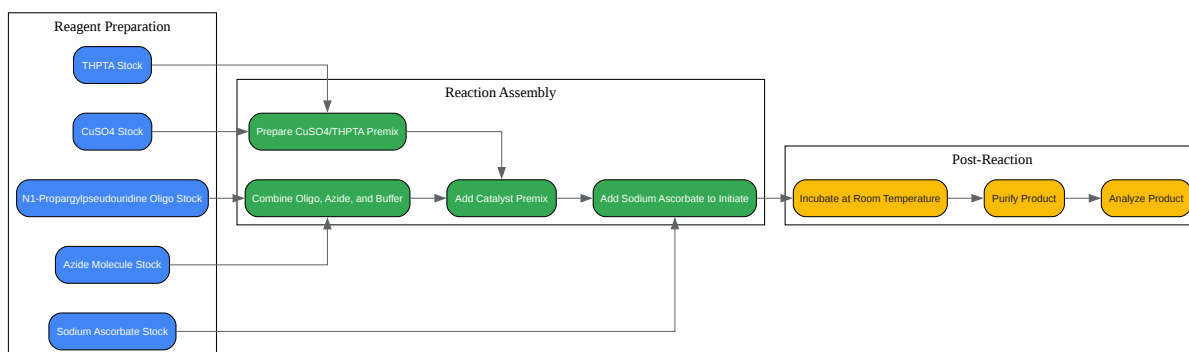 Reagent Preparation
THPTA Stock
CuSO4 Stock
N1-Propargylpseudouridine Oligo Stock
Azide Molecule Stock
Sodium Ascorbate Stock
Reaction Assembly
Prepare CuSO4/THPTA Premix
Combine Oligo, Azide, and Buffer
Add Catalyst Premix
Add Sodium Ascorbate to Initiate
Post-Reaction
Incubate at Room Temperature
Purify Product
Analyze Product